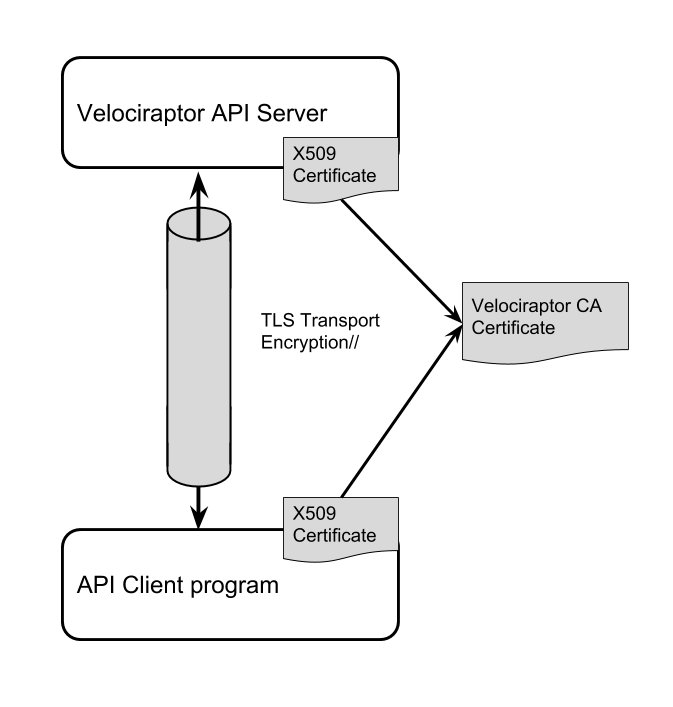 Velociraptor API Server
X509
Certificate
Velociraptor CA
Certificate
TLS Transport
Encryption//
X509
Certificate
API Client program